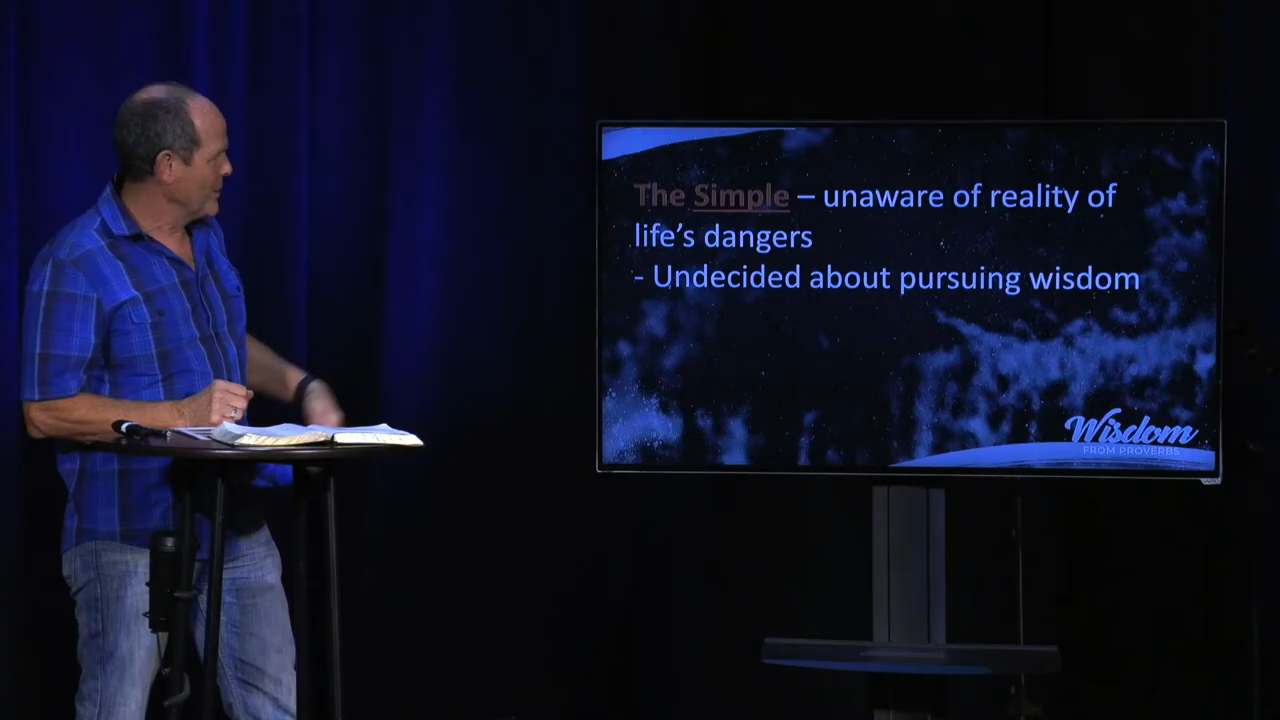 The Simple – unaware of reality of
life’s dangers
- Undecided about pursuing wisdom
Wisdom
FROM PROVERBS